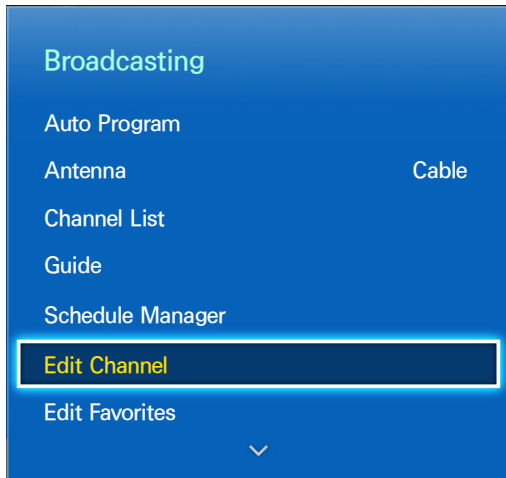 Broadcasting
Auto Program
Antenna Cable
Channel List
Guide
Schedule Manager
Edit Channel
Edit Favorites